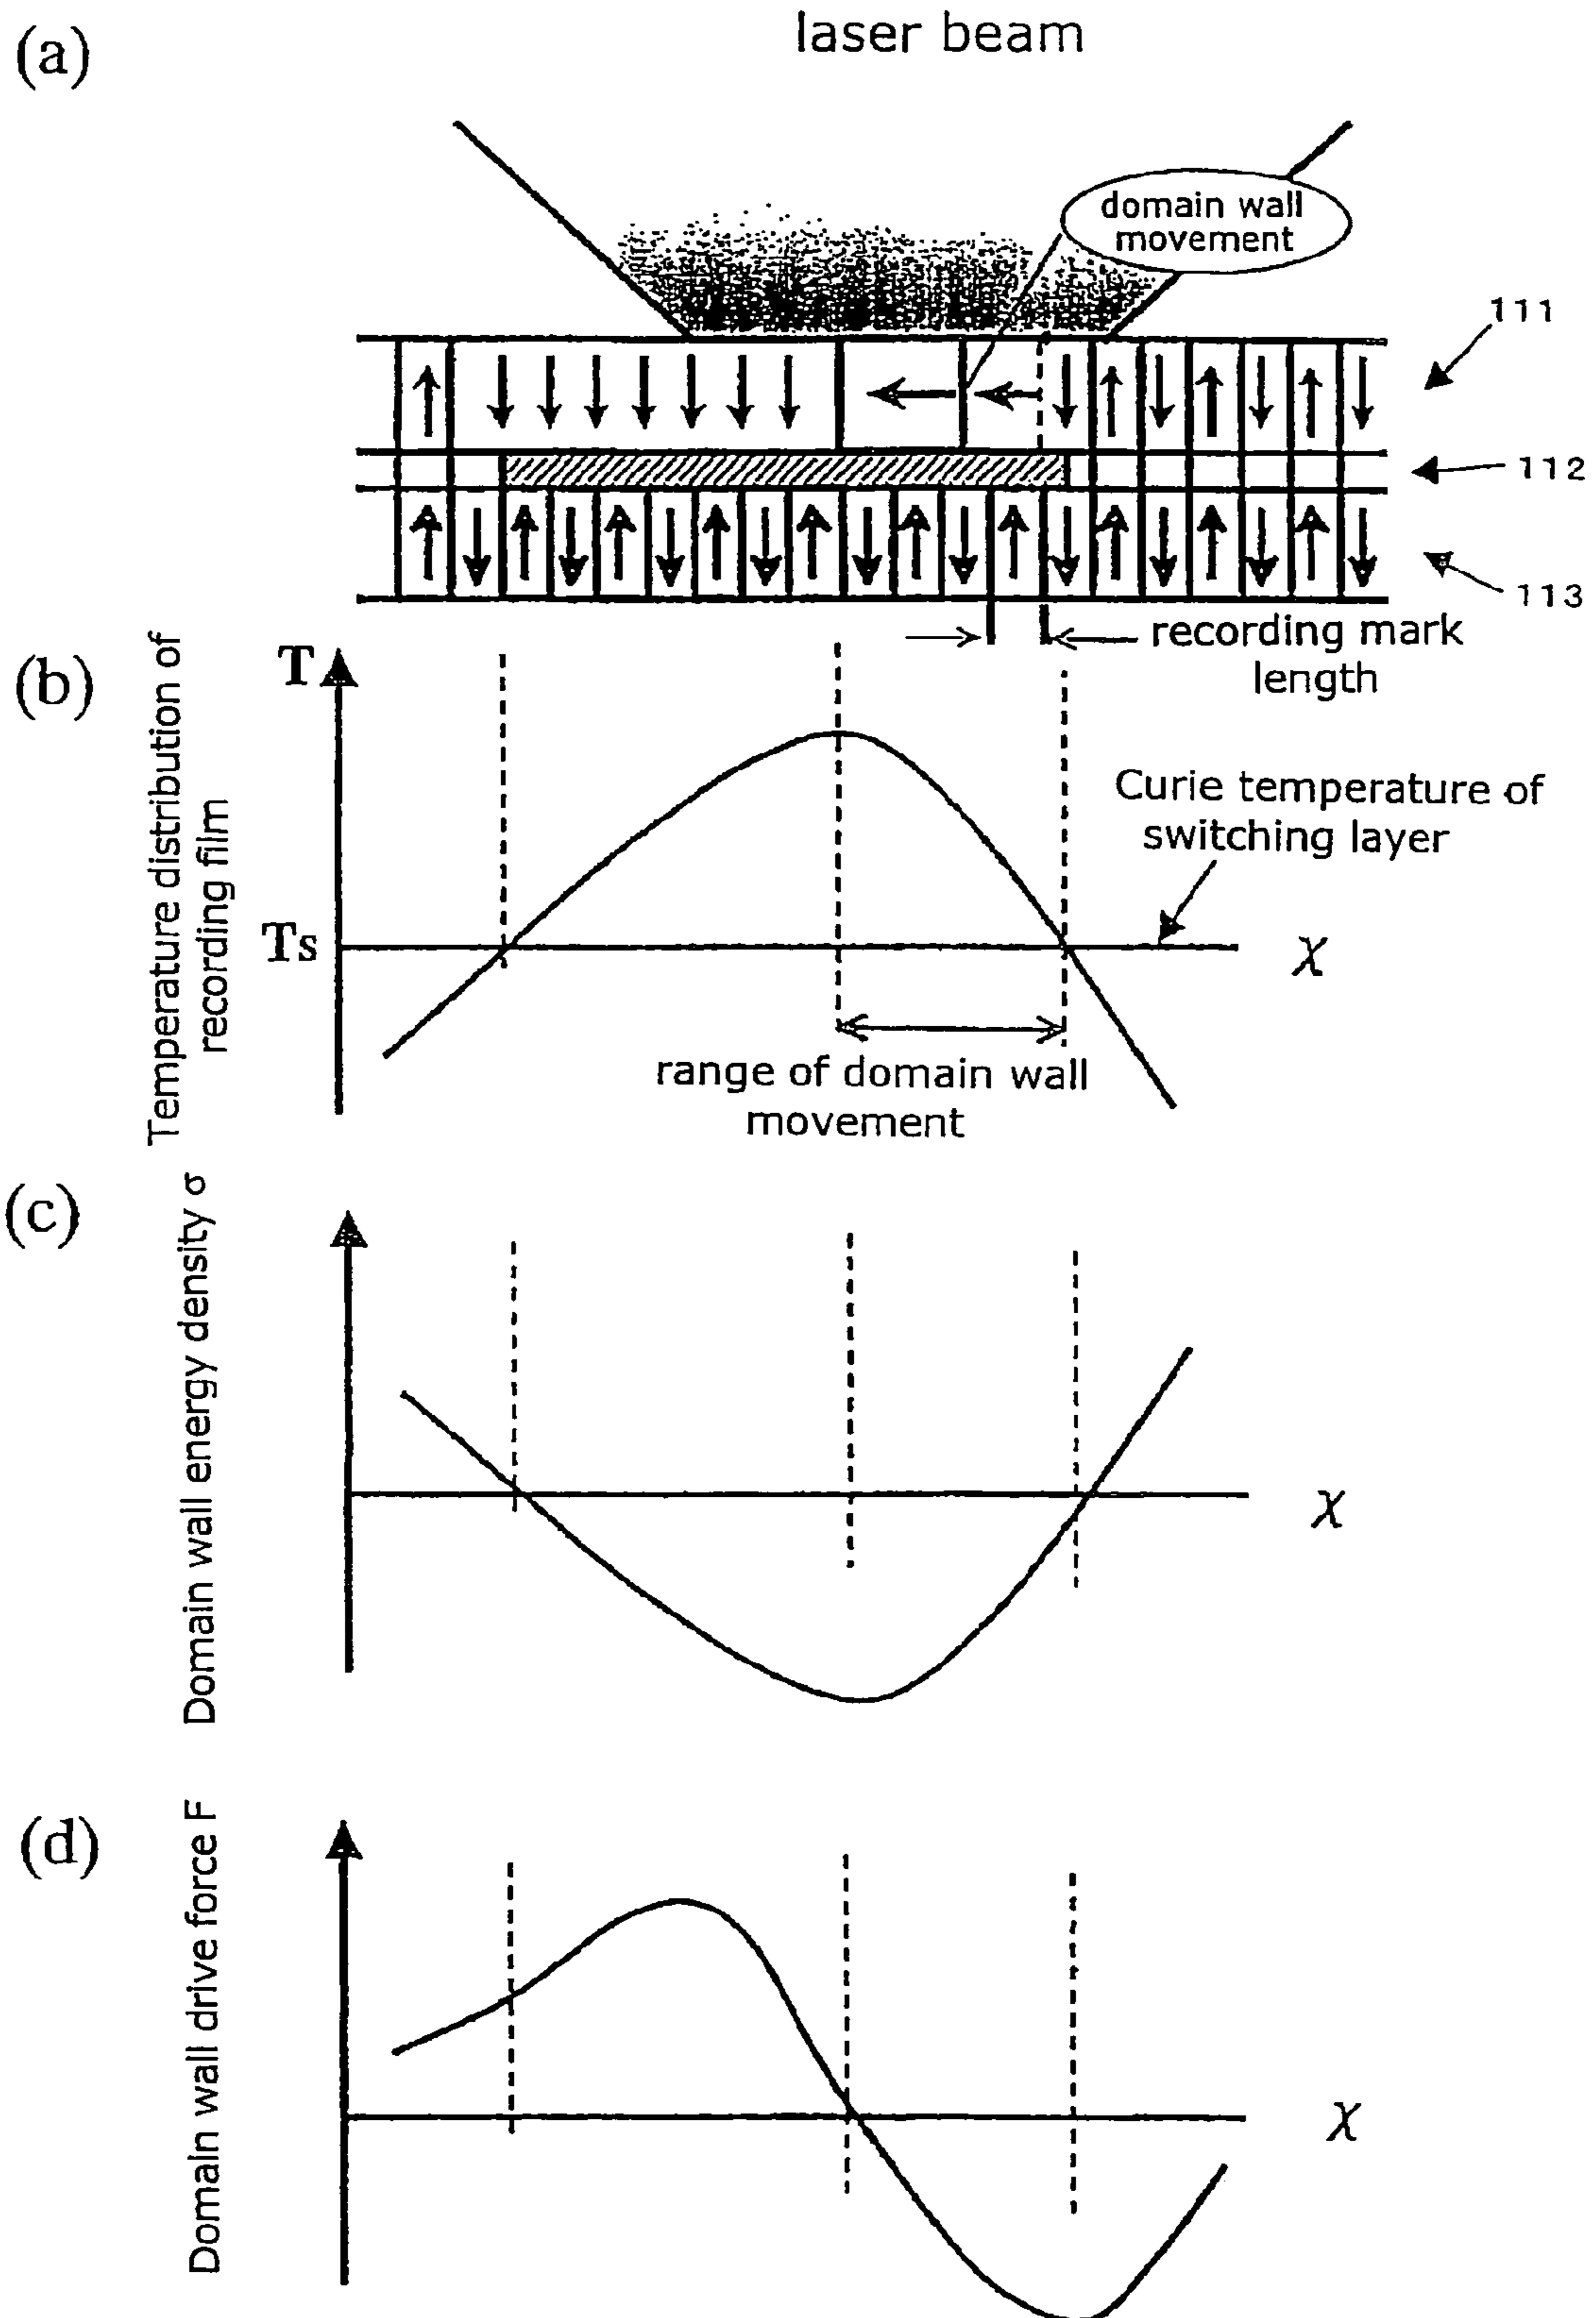 (a)
laser beam
domain wall
movement
111
112
113
recording mark
length
(b)
Temperature distribution of
recording film
T
Ts
Curie temperature of
switching layer
χ
range of domain wall
movement
(c)
Domain wall energy density σ
χ
(d)
Domain wall drive force F
χ